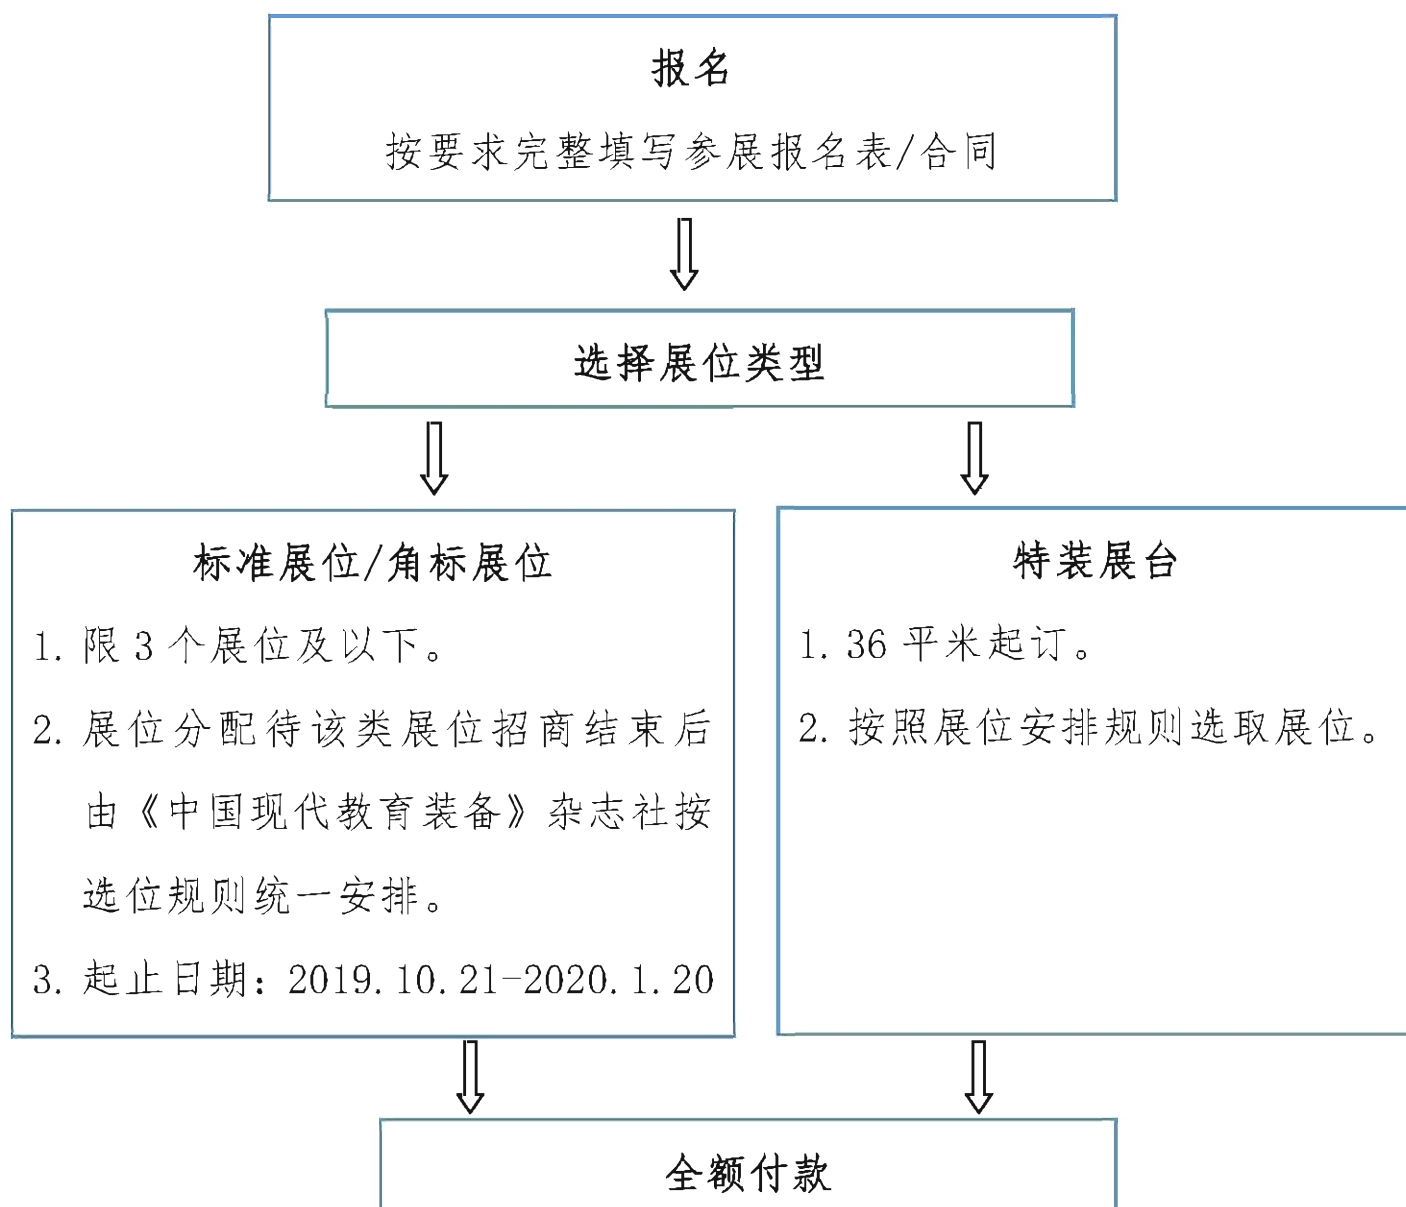 报名
按要求完整填写参展报名表/合同
选择展位类型
标准展位/角标展位
1. 限 3 个展位及以下。
2. 展位分配待该类展位招商结束后
由《中国现代教育装备》杂志社按
选位规则统一安排。
3. 起止日期：2019.10.21-2020.1.20
特装展台
1. 36 平米起订。
2. 按照展位安排规则选取展位。
全额付款